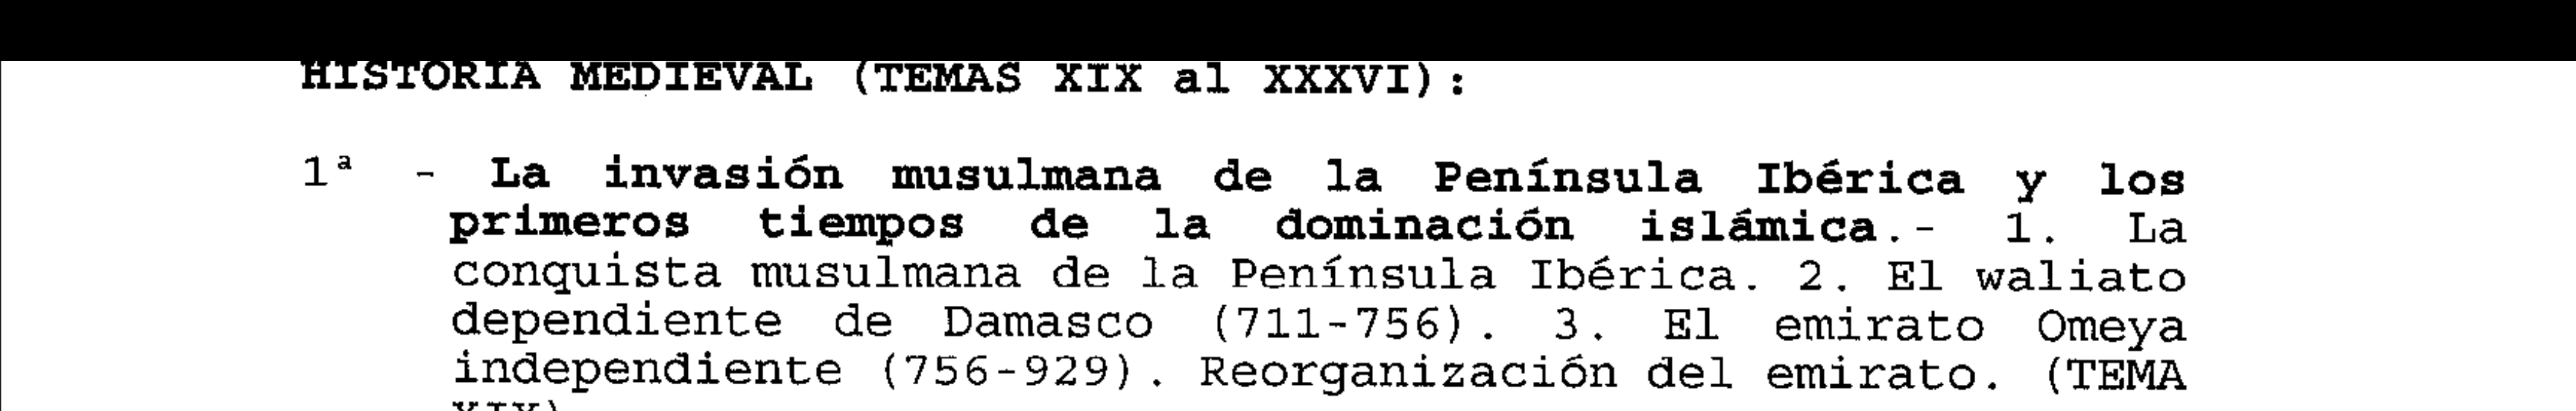 HISTORIA MEDIEVAL (TEMAS XIX al XXXVI):
1ª - La invasión musulmana de la Península Ibérica y los
primeros tiempos de la dominación islámica.- 1. La
conquista musulmana de la Península Ibérica. 2. El waliato
dependiente de Damasco (711-756). 3. El emirato Omeya
independiente (756-929). Reorganización del emirato. (TEMA
XIX)